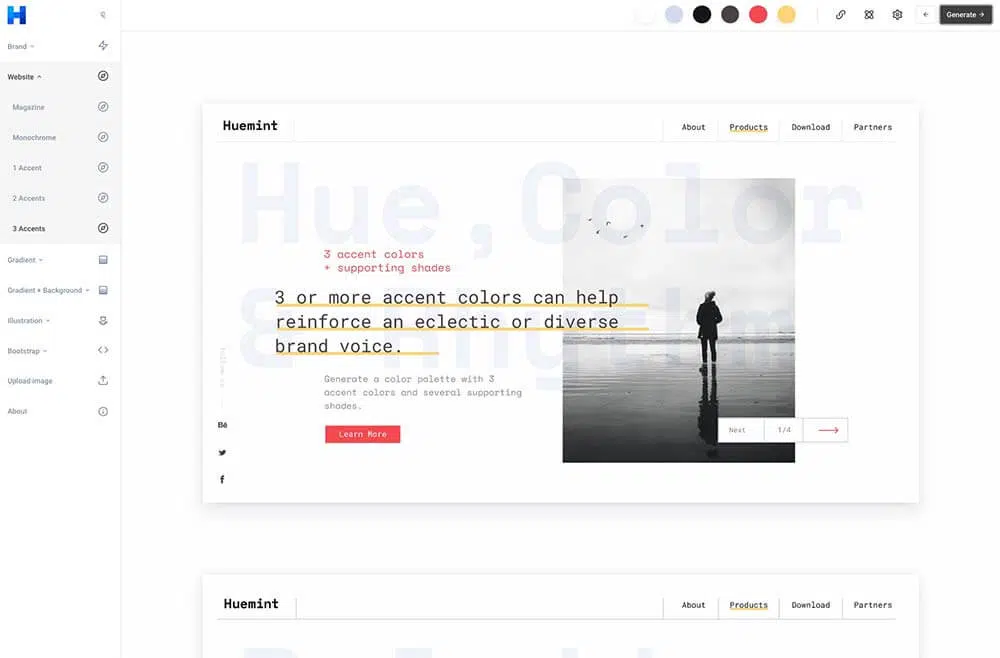 Generate →
Brand
Website
Magazine
Monochrome
1 Accent
2 Accents
3 Accents
Gradient
Gradient + Background
Illustration
Bootstrap
Upload image
About
Huemint
About
Products
Download
Partners
Hue,Color
& Rhythm
3 accent colors
+ supporting shades
3 or more accent colors can help
reinforce an eclectic or diverse
brand voice.
Generate a color palette with 3
accent colors and several supporting
shades.
Learn More
Bē
Next
1/4
Huemint
About
Products
Download
Partners